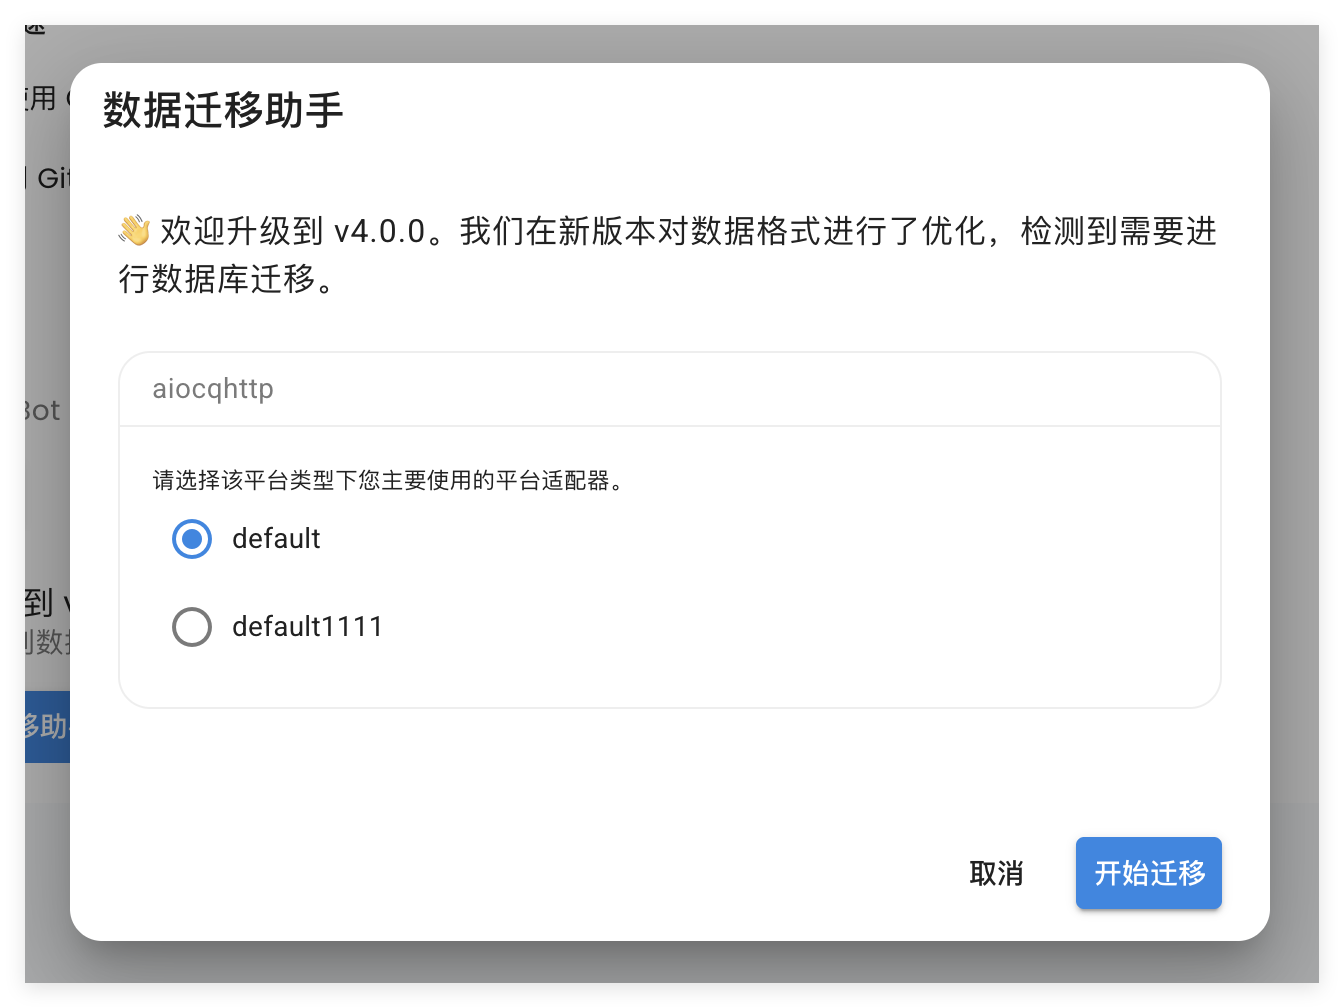 用
Git
数据迁移助手
👋 欢迎升级到 v4.0.0。我们在新版本对数据格式进行了优化，检测到需要进
行数据库迁移。
aiocqhttp
Bot
请选择该平台类型下您主要使用的平台适配器。
default
到 v
default1111
数据
移助
取消
开始迁移